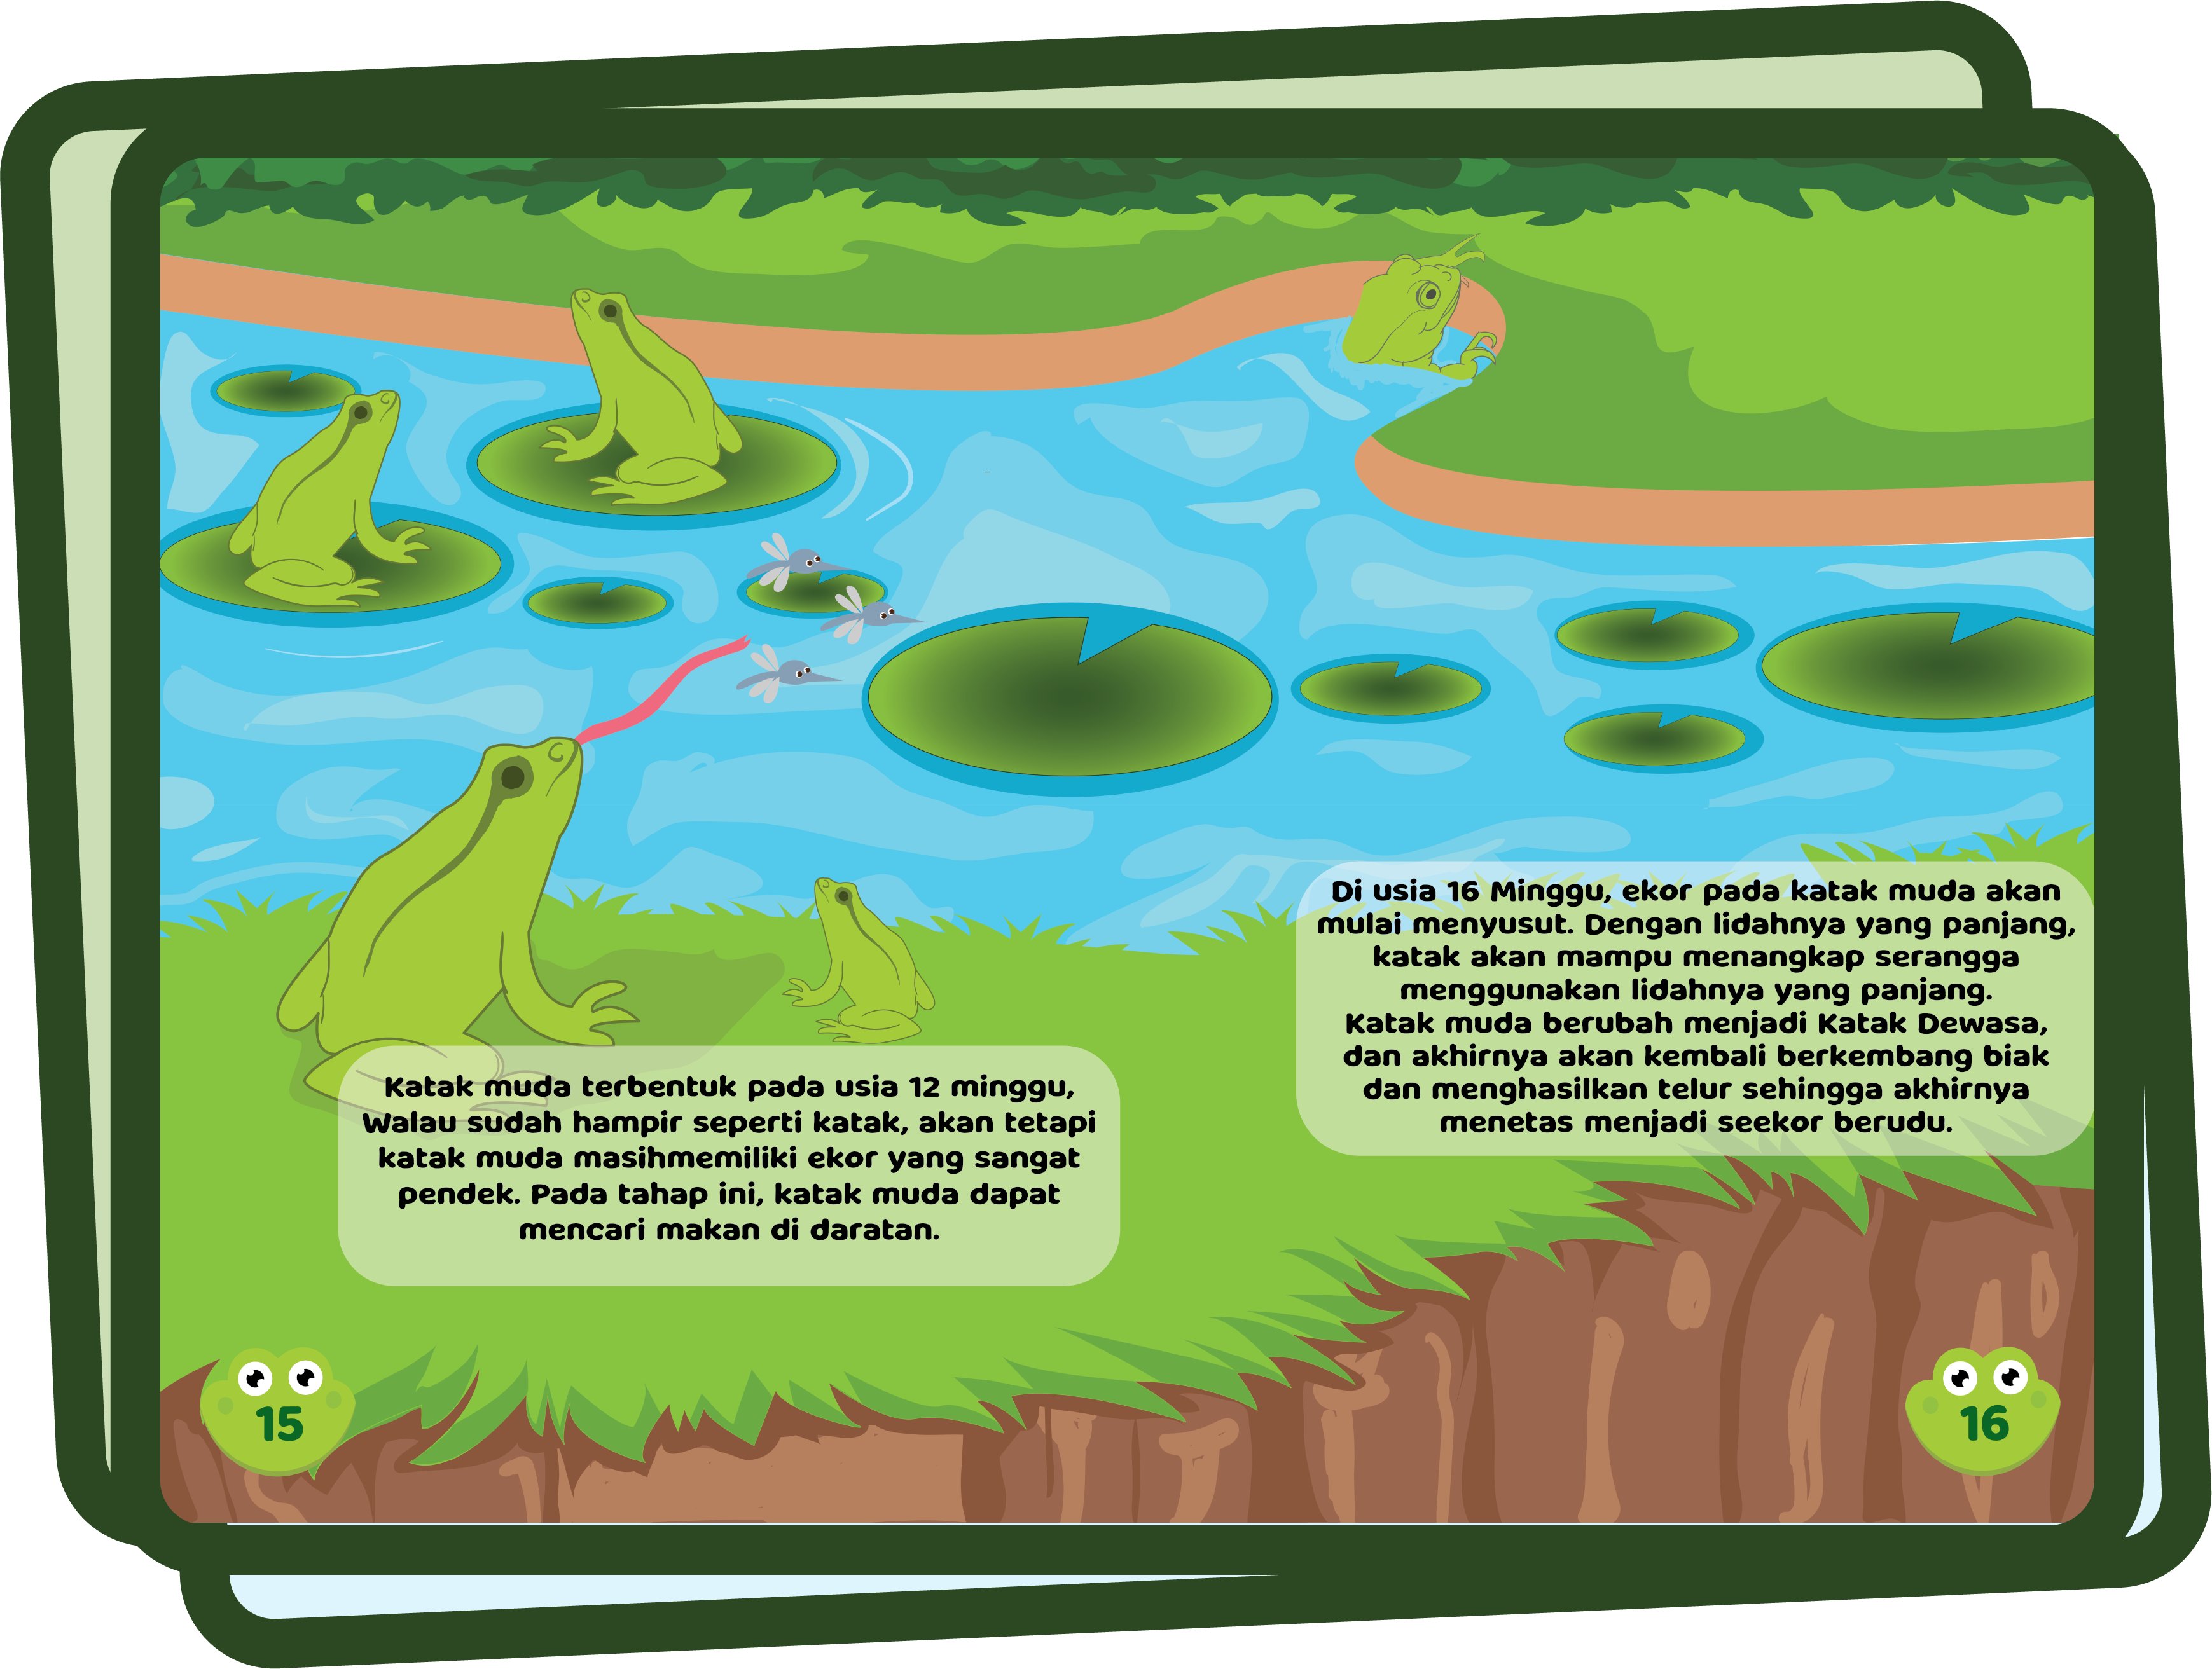 Katak muda terbentuk pada usia 12 minggu,
Walau sudah hampir seperti katak, akan tetapi
katak muda masihmemiliki ekor yang sangat
pendek. Pada tahap ini, katak muda dapat
mencari makan di daratan.
15
Di usia 16 Minggu, ekor pada katak muda akan
mulai menyusut. Dengan lidahnya yang panjang,
katak akan mampu menangkap serangga
menggunakan lidahnya yang panjang.
Katak muda berubah menjadi Katak Dewasa,
dan akhirnya akan kembali berkembang biak
dan menghasilkan telur sehingga akhirnya
menetas menjadi seekor berudu.
16